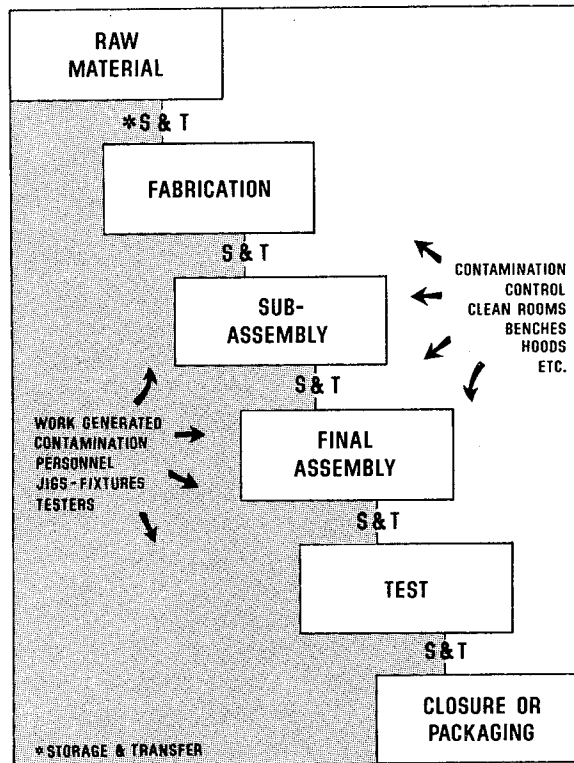 RAW
MATERIAL
*S & T
FABRICATION
S & T
CONTAMINATION
CONTROL
CLEAN ROOMS
BENCHES
HOODS
ETC.
SUB-
ASSEMBLY
S & T
WORK GENERATED
CONTAMINATION
PERSONNEL
JIGS-FIXTURES
TESTERS
FINAL
ASSEMBLY
S & T
TEST
S & T
CLOSURE OR
PACKAGING
*STORAGE & TRANSFER